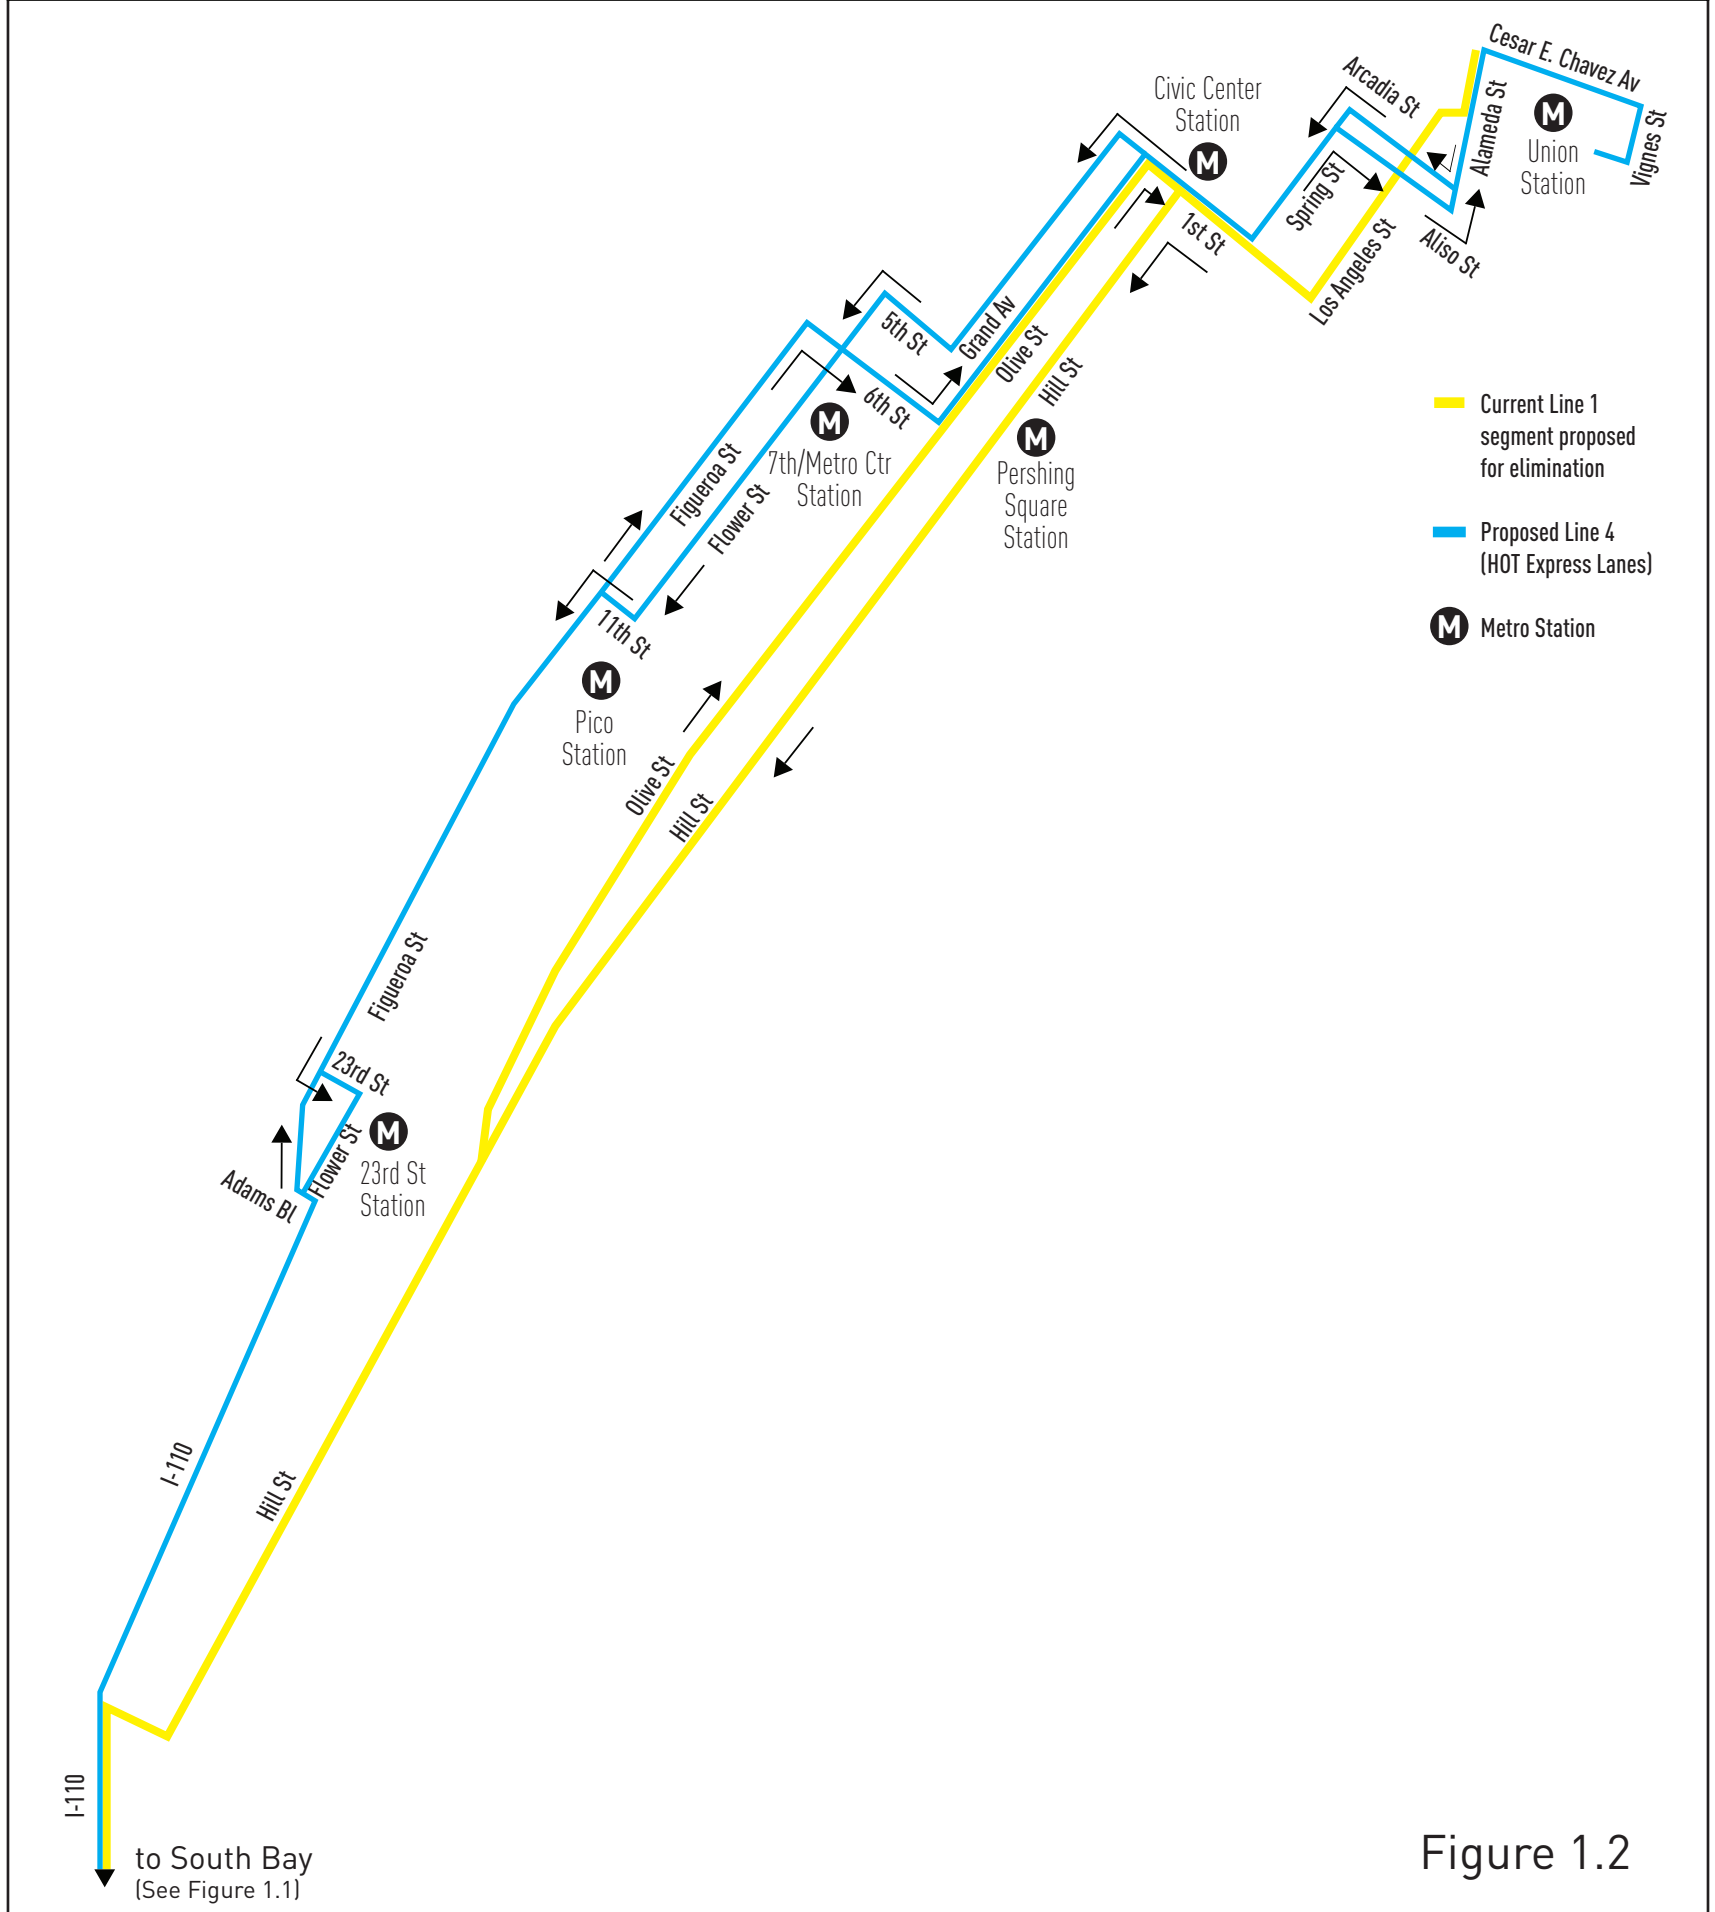 Cesar E. Chavez Av
Arcadia St
Civic Center
Station
M
M
Alameda St
Vignes St
Union
Station
M
Spring St
1st St
Aliso St
Los Angeles St
5th St
Grand Av
Olive St
Hill St
6th St
M
7th/Metro Ctr
Station
M
Pershing
Square
Station
Figueroa St
Flower St
Current Line 1
segment proposed
for elimination
Proposed Line 4
(HOT Express Lanes)
M Metro Station
11th St
M
Pico
Station
Olive St
Hill St
Figueroa St
23rd St
M
23rd St
Station
Flower St
Adams Bl
I-110
Hill St
I-110
to South Bay
(See Figure 1.1)
Figure 1.2